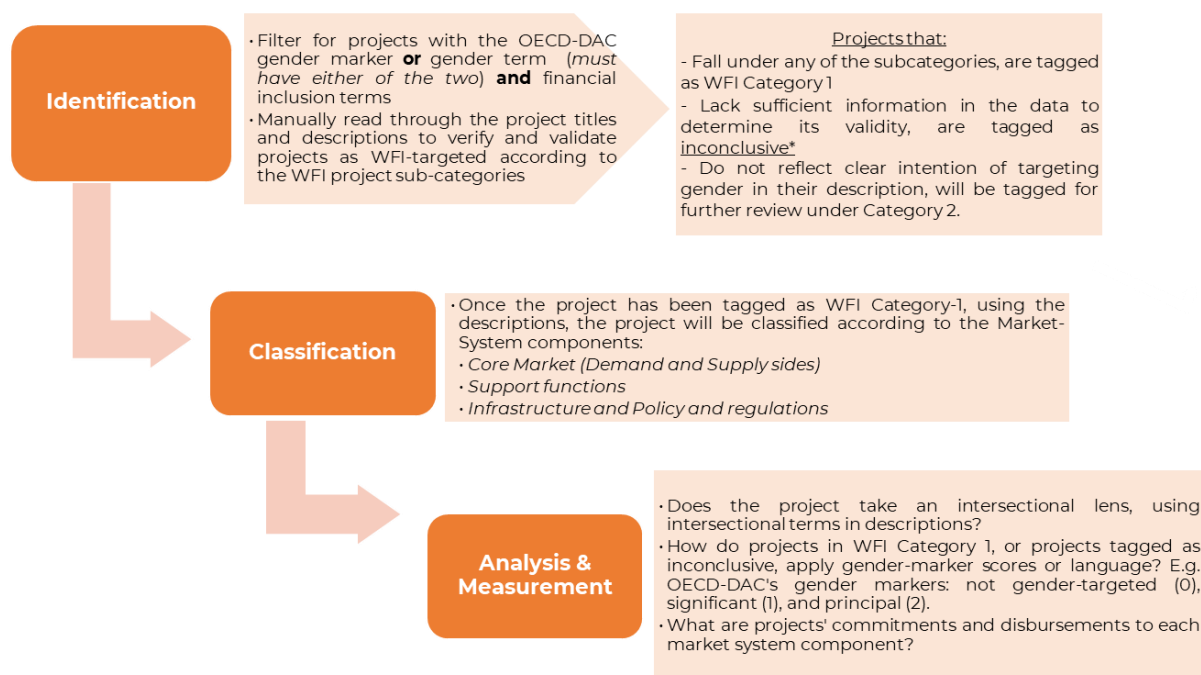 Identification
· Filter for projects with the OECD-DAC
gender marker or gender term (must
have either of the two) and financial
inclusion terms
· Manually read through the project titles
and descriptions to verify and validate
projects as WFI-targeted according to
the WFI project sub-categories
Projects that:
- Fall under any of the subcategories, are tagged
as WFI Category 1
- Lack sufficient information in the data to
determine its validity, are tagged as
inconclusive*
- Do not reflect clear intention of targeting
gender in their description, will be tagged for
further review under Category 2.
Classification
· Once the project has been tagged as WFI Category-1, using the
descriptions, the project will be classified according to the Market-
System components:
· Core Market (Demand and Supply sides)
· Support functions
· Infrastructure and Policy and regulations
Analysis &
Measurement
· Does the project take an intersectional lens, using
intersectional terms in descriptions?
· How do projects in WFI Category 1, or projects tagged as
inconclusive, apply gender-marker scores or language? E.g.
OECD-DAC's gender markers: not gender-targeted (0),
significant (1), and principal (2).
· What are projects' commitments and disbursements to each
market system component?